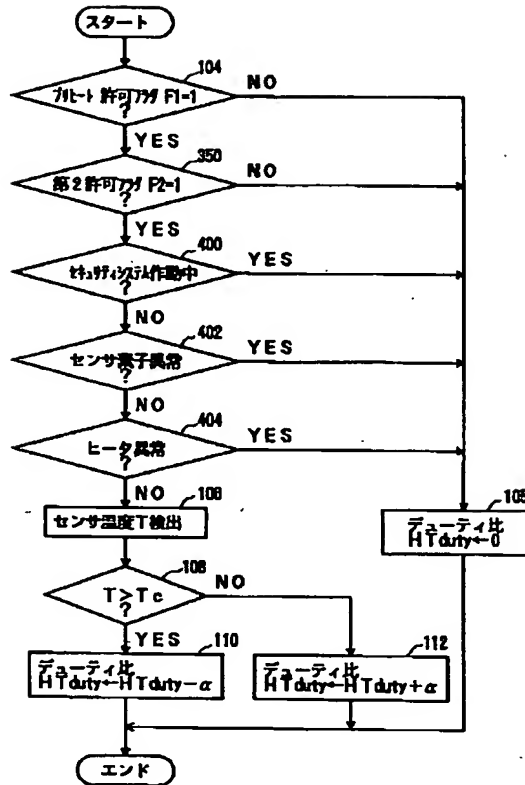 スタート
104
プリヒート 許可フラグ F1=1
?
NO
YES
350
第2許可フラグ F2=1
?
NO
YES
400
セキュリティシステム作動中
?
YES
NO
402
センサ素子異常
?
YES
NO
404
ヒータ異常
?
YES
NO
106
センサ温度T検出
105
デューティ比
HTduty←0
108
T>Tc
?
NO
YES
110
デューティ比
HTduty←HTduty-α
112
デューティ比
HTduty←HTduty+α
エンド